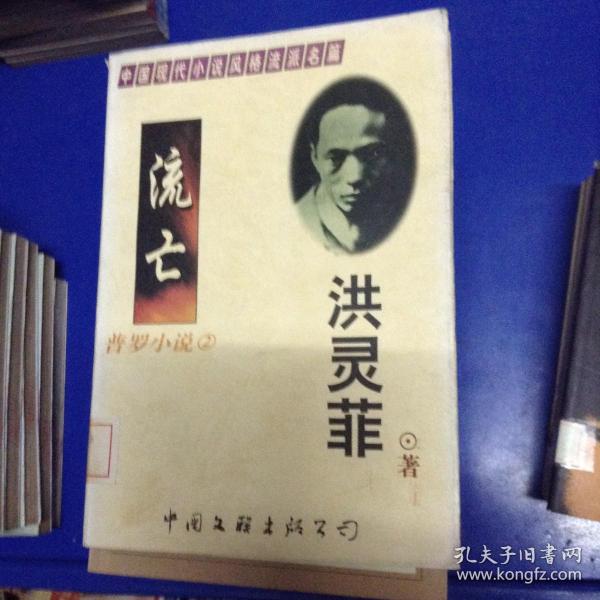 中国现代小说风格流派名篇
流亡
普罗小说②
洪灵菲
⊙著
中国文联出版公司
孔夫子旧书网
www.kongfz.com